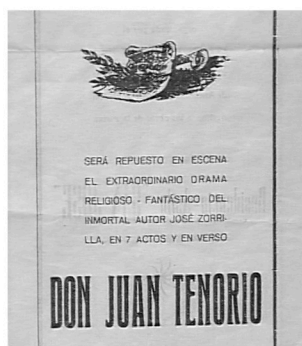 SERÁ REPUESTO EN ESCENA
EL EXTRAORDINARIO DRAMA
RELIGIOSO - FANTÁSTICO DEL
INMORTAL AUTOR JOSÉ ZORRI-
LLA, EN 7 ACTOS Y EN VERSO
DON JUAN TENORIO